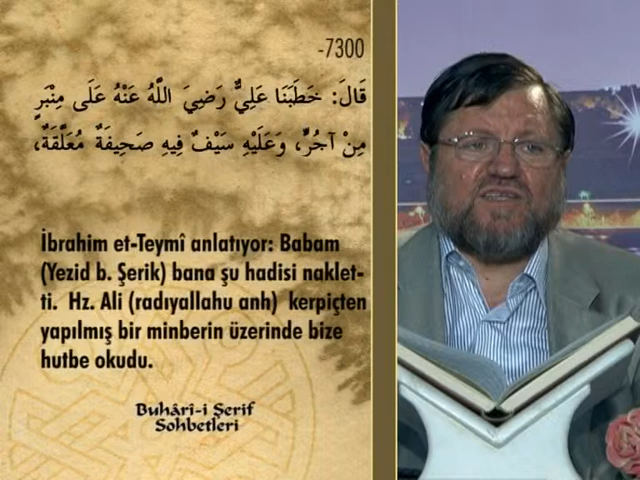 -7300
قَالَ: خَطَبَنَا عَلِيٌّ رَضِيَ اللَّهُ عَنْهُ عَلَى مِنْبَرٍ
مِنْ آجُرٍّ، وَعَلَيْهِ سَيْفٌ فِيهِ صَحِيفَةٌ مُعَلَّقَةٌ،
İbrahim et-Teymî anlatıyor: Babam
(Yezid b. Şerik) bana şu hadisi naklet-
ti. Hz. Ali (radıyallahu anh) kerpiçten
yapılmış bir minberin üzerinde bize
hutbe okudu.
Buhârî-i Şerif
Sohbetleri